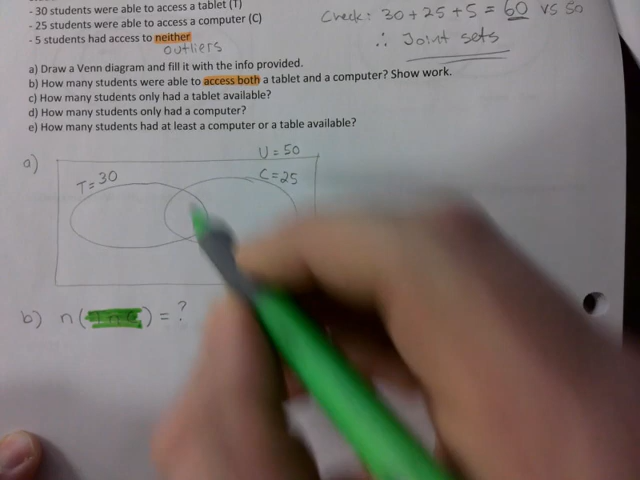 - 30 students were able to access a tablet (T)
- 25 students were able to access a computer (C)
- 5 students had access to neither
outliers
Check: 30 + 25 + 5 = 60 vs 50
∴ Joint sets
a) Draw a Venn diagram and fill it with the info provided.
b) How many students were able to access both a tablet and a computer? Show work.
c) How many students only had a tablet available?
d) How many students only had a computer?
e) How many students had at least a computer or a table available?
a)
U = 50
T = 30
C = 25
b) n(T∩C) = ?